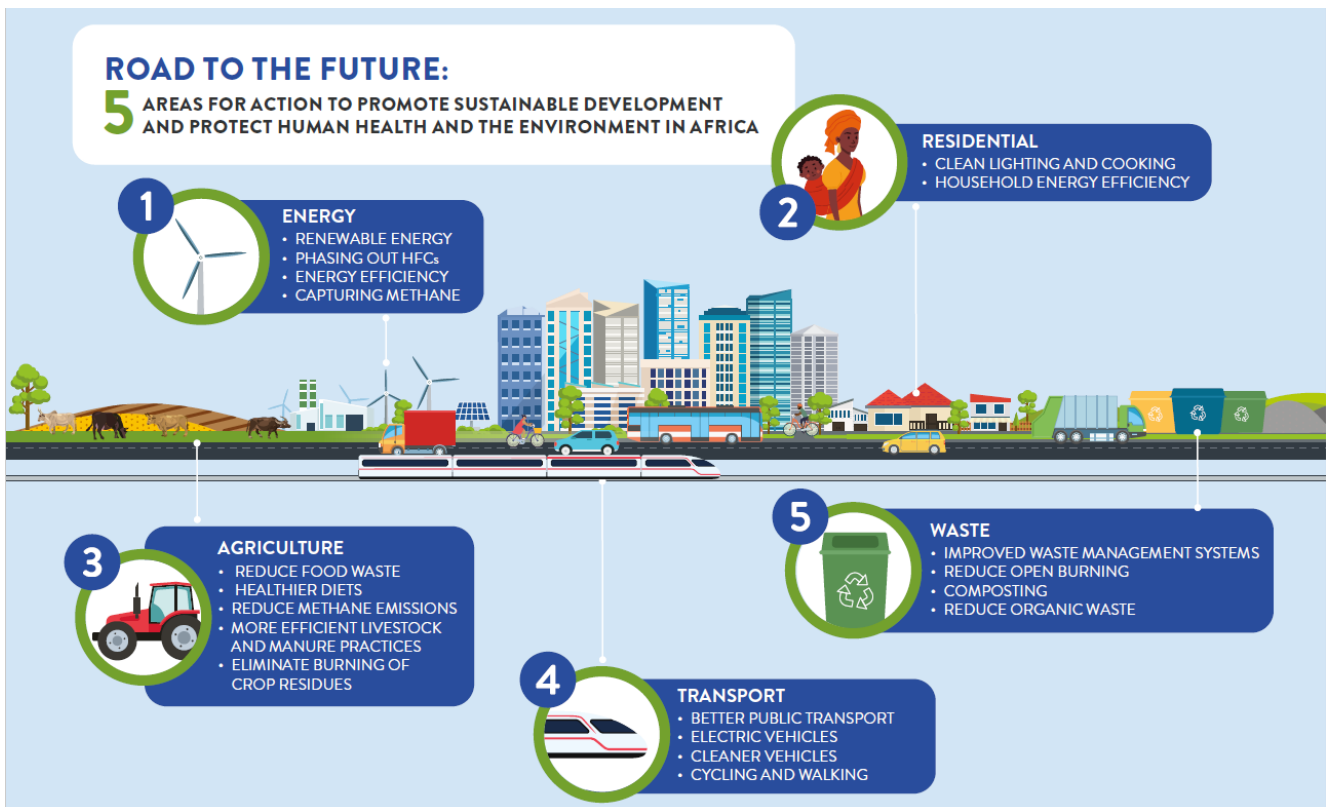 ROAD TO THE FUTURE:
5 AREAS FOR ACTION TO PROMOTE SUSTAINABLE DEVELOPMENT
AND PROTECT HUMAN HEALTH AND THE ENVIRONMENT IN AFRICA
1
ENERGY
• RENEWABLE ENERGY
• PHASING OUT HFCs
• ENERGY EFFICIENCY
• CAPTURING METHANE
2
RESIDENTIAL
• CLEAN LIGHTING AND COOKING
• HOUSEHOLD ENERGY EFFICIENCY
3
AGRICULTURE
• REDUCE FOOD WASTE
• HEALTHIER DIETS
• REDUCE METHANE EMISSIONS
• MORE EFFICIENT LIVESTOCK
AND MANURE PRACTICES
• ELIMINATE BURNING OF
CROP RESIDUES
4
TRANSPORT
• BETTER PUBLIC TRANSPORT
• ELECTRIC VEHICLES
• CLEANER VEHICLES
• CYCLING AND WALKING
5
WASTE
• IMPROVED WASTE MANAGEMENT SYSTEMS
• REDUCE OPEN BURNING
• COMPOSTING
• REDUCE ORGANIC WASTE